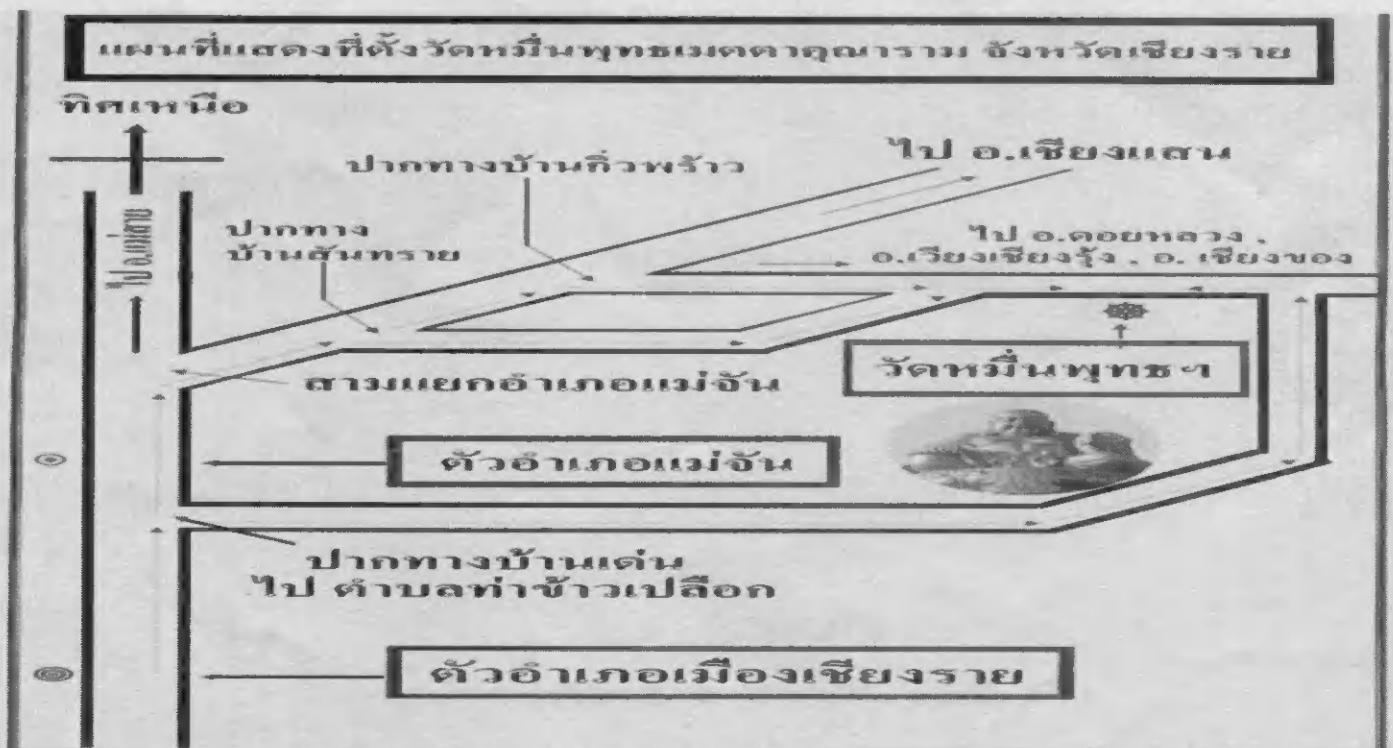 แผนที่แสดงที่ตั้งวัดหมื่นพุทธเมตตาคุณาราม จังหวัดเชียงราย
ทิศเหนือ
ไป อ.แม่สาย
ปากทางบ้านกิ่วพร้าว
ไป อ.เชียงแสน
ปากทาง
บ้านสันทราย
ไป อ.ดอยหลวง ,
อ.เวียงเชียงรุ้ง , อ. เชียงของ
สามแยกอำเภอแม่จัน
วัดหมื่นพุทธฯ
ตัวอำเภอแม่จัน
ปากทางบ้านเด่น
ไป ตำบลท่าข้าวเปลือก
ตัวอำเภอเมืองเชียงราย